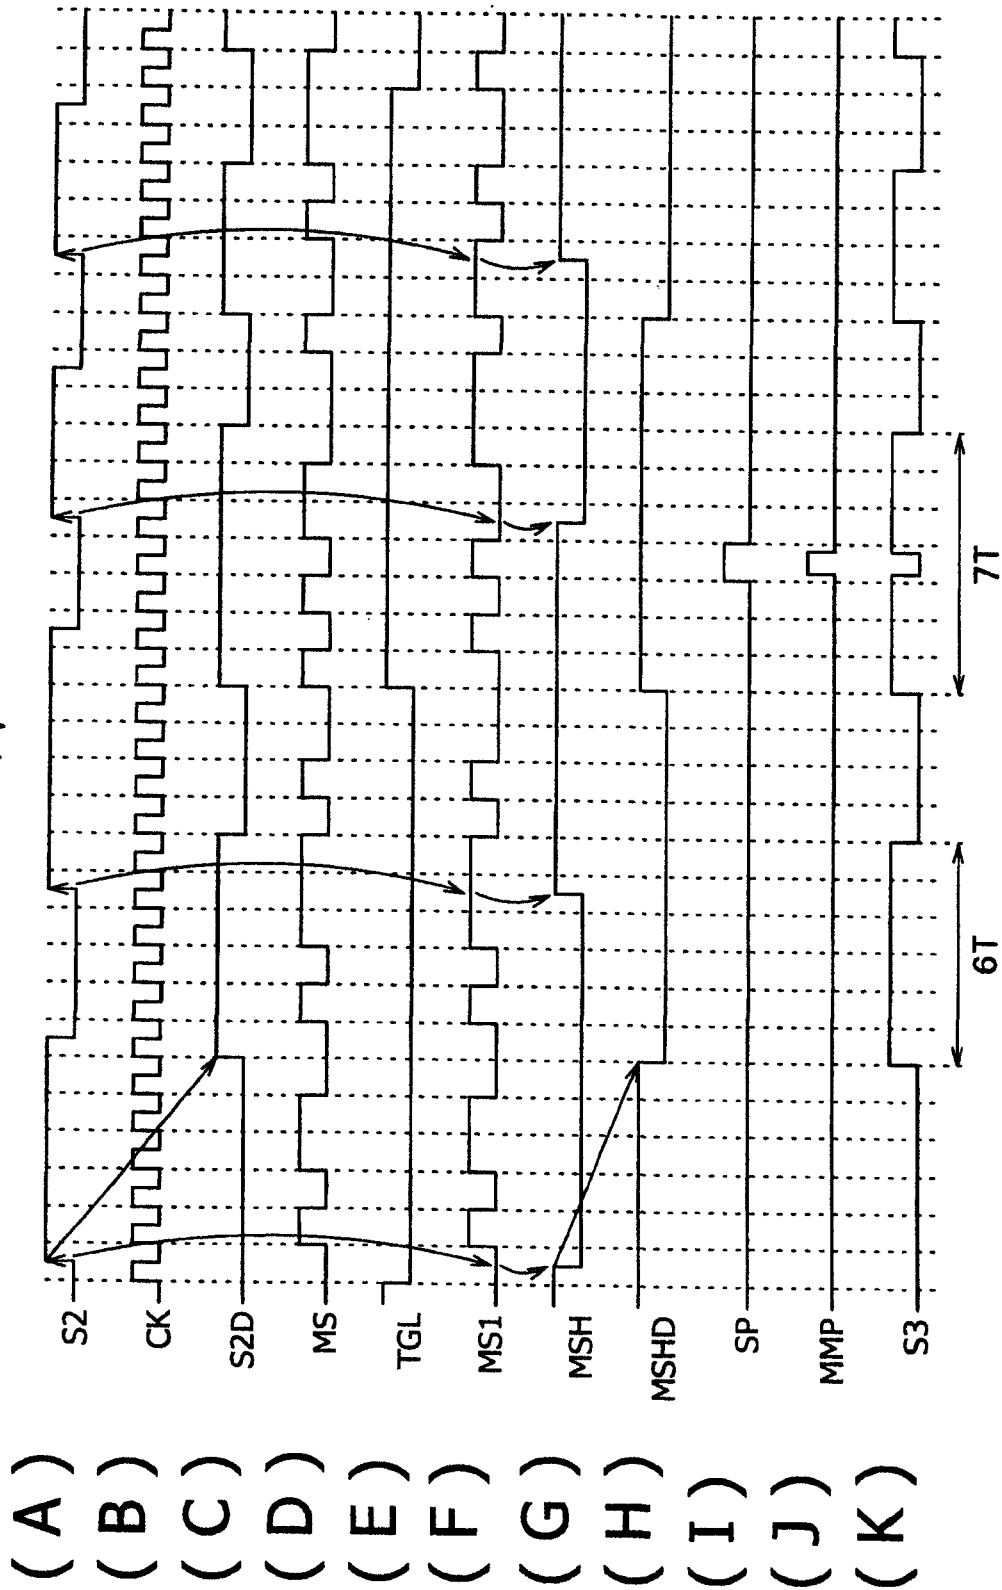 (A) S2
(B) CK
(C) S2D
(D) MS
(E) TGL
(F) MS1
(G) MSH
(H) MSHD
(I) SP
(J) MMP
(K) S3
6T
7T